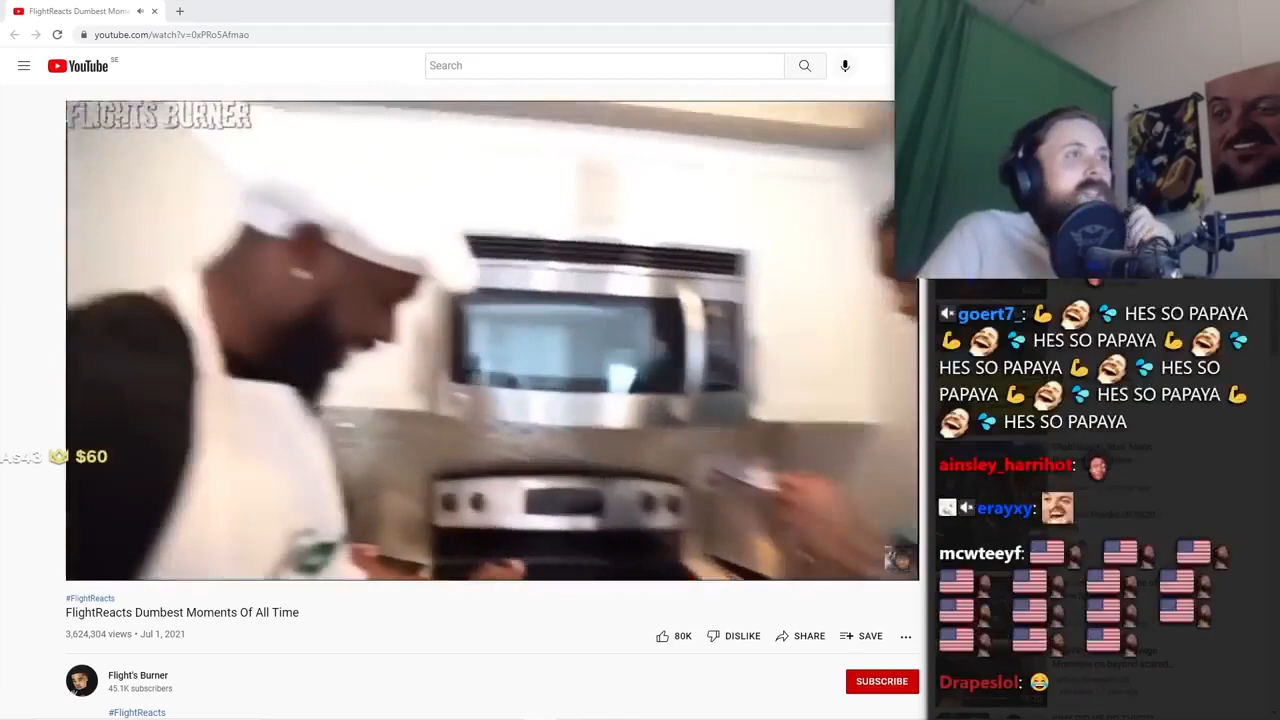 FlightReacts Dumbest Mom
youtube.com/watch?v=0xPRo5Afmao
YouTube SE
Search
FLIGHTS BURNER
$60
#FlightReacts
FlightReacts Dumbest Moments Of All Time
3,624,304 views • Jul 1, 2021
80K DISLIKE SHARE SAVE
Flight's Burner
45.1K subscribers
SUBSCRIBE
#FlightReacts
goert7_: HES SO PAPAYA
HES SO PAPAYA
HES SO PAPAYA HES SO
PAPAYA HES SO PAPAYA
HES SO PAPAYA
ainsley_harrihot:
erayxy:
mcwteeyf:
Drapeslol: